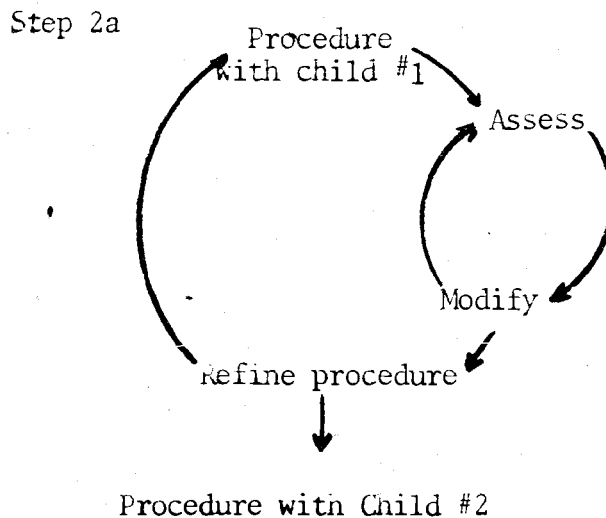 Step 2a
Procedure
with child #1
Assess
Modify
Refine procedure
Procedure with Child #2